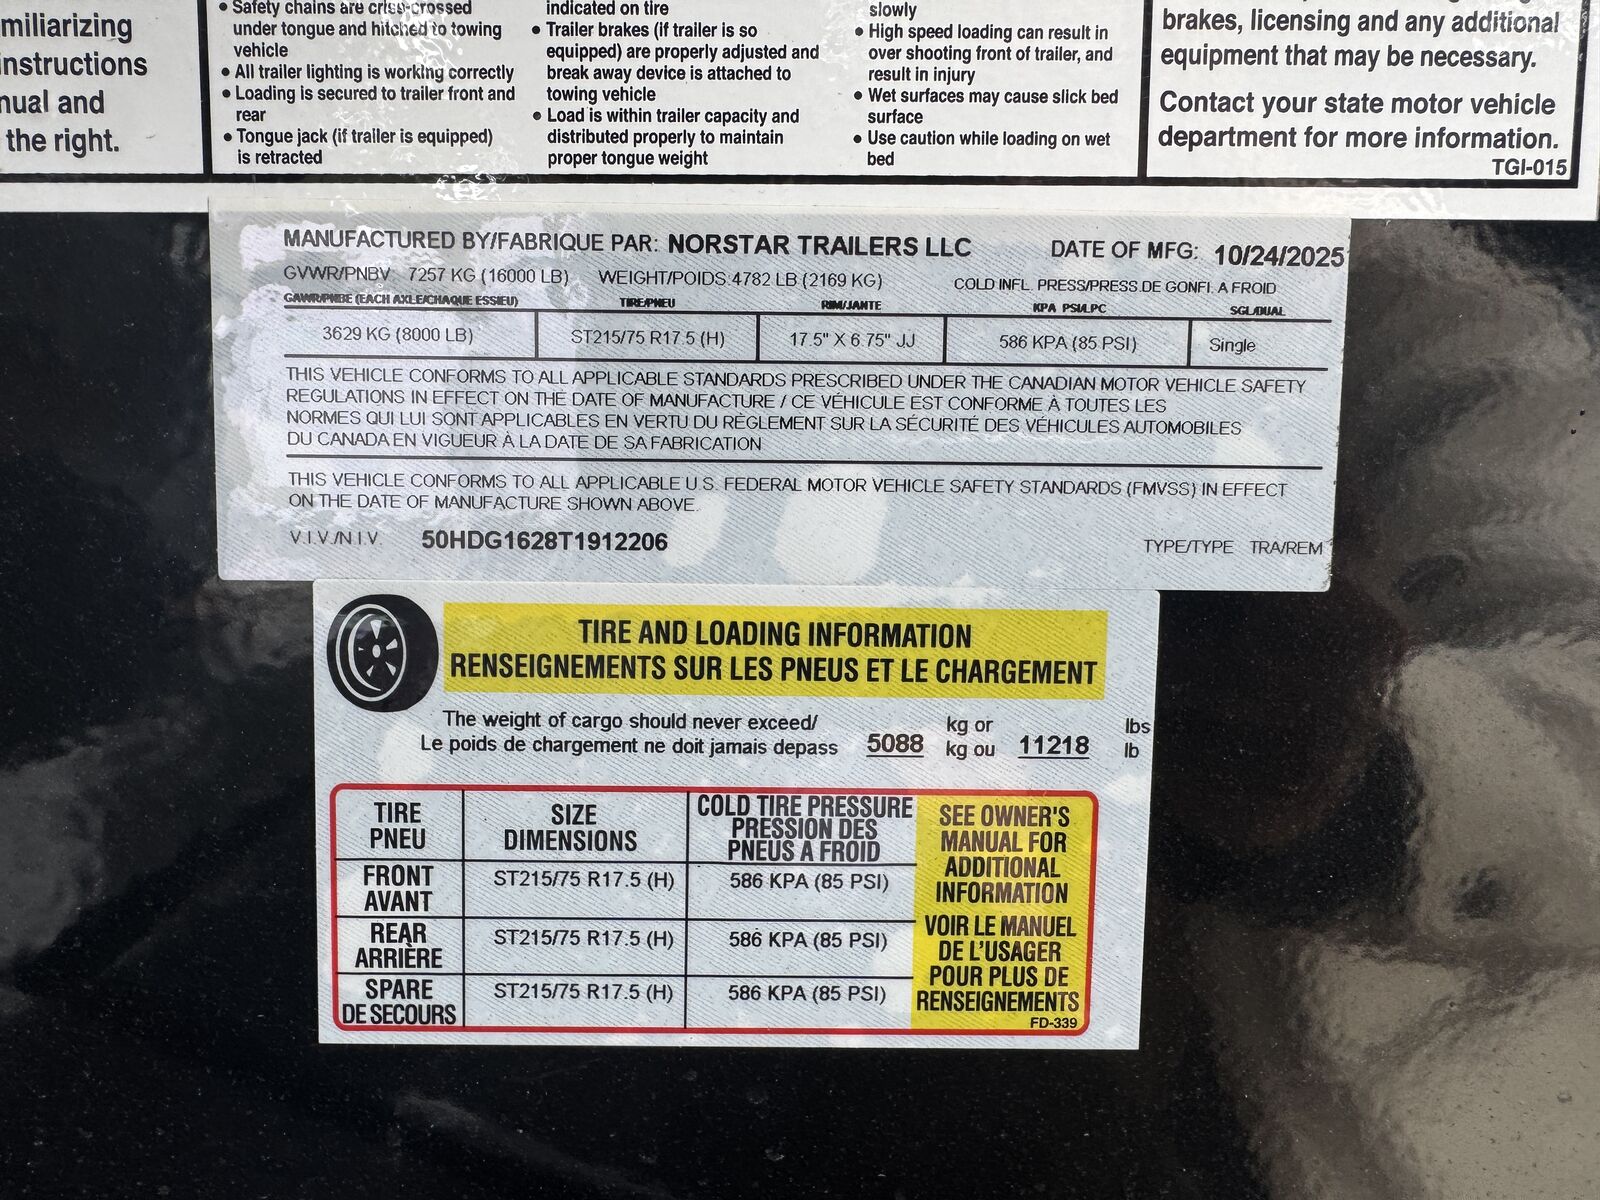 miliarizing
instructions
nual and
the right.
• Safety chains are criss-crossed
under tongue and hitched to towing
vehicle
• All trailer lighting is working correctly
• Loading is secured to trailer front and
rear
• Tongue jack (if trailer is equipped)
is retracted
indicated on tire
• Trailer brakes (if trailer is so
equipped) are properly adjusted and
break away device is attached to
towing vehicle
• Load is within trailer capacity and
distributed properly to maintain
proper tongue weight
slowly
• High speed loading can result in
over shooting front of trailer, and
result in injury
• Wet surfaces may cause slick bed
surface
• Use caution while loading on wet
bed
brakes, licensing and any additional
equipment that may be necessary.
Contact your state motor vehicle
department for more information.
TGI-015
MANUFACTURED BY/FABRIQUE PAR: NORSTAR TRAILERS LLC DATE OF MFG: 10/24/2025
GVWR/PNBV: 7257 KG (16000 LB) WEIGHT/POIDS:4782 LB (2169 KG) COLD INFL. PRESS/PRESS.DE GONFL. A FROID
GAWR/PNBE (EACH AXLE/CHAQUE ESSIEU) TIRE/PNEU RIM/JANTE KPA PSI/LPC SGL/DUAL
3629 KG (8000 LB) ST215/75 R17.5 (H) 17.5" X 6.75" JJ 586 KPA (85 PSI) Single
THIS VEHICLE CONFORMS TO ALL APPLICABLE STANDARDS PRESCRIBED UNDER THE CANADIAN MOTOR VEHICLE SAFETY
REGULATIONS IN EFFECT ON THE DATE OF MANUFACTURE / CE VÉHICULE EST CONFORME À TOUTES LES
NORMES QUI LUI SONT APPLICABLES EN VERTU DU RÈGLEMENT SUR LA SÉCURITÉ DES VÉHICULES AUTOMOBILES
DU CANADA EN VIGUEUR À LA DATE DE SA FABRICATION
THIS VEHICLE CONFORMS TO ALL APPLICABLE U.S. FEDERAL MOTOR VEHICLE SAFETY STANDARDS (FMVSS) IN EFFECT
ON THE DATE OF MANUFACTURE SHOWN ABOVE.
V.I.V./N.I.V. 50HDG1628T1912206 TYPE/TYPE TRA/REM
TIRE AND LOADING INFORMATION
RENSEIGNEMENTS SUR LES PNEUS ET LE CHARGEMENT
The weight of cargo should never exceed/ kg or lbs
Le poids de chargement ne doit jamais depass 5088 kg ou 11218 lb
TIRE
PNEU
SIZE
DIMENSIONS
COLD TIRE PRESSURE
PRESSION DES
PNEUS A FROID
FRONT
AVANT
ST215/75 R17.5 (H) 586 KPA (85 PSI)
REAR
ARRIÈRE
ST215/75 R17.5 (H) 586 KPA (85 PSI)
SPARE
DE SECOURS
ST215/75 R17.5 (H) 586 KPA (85 PSI)
SEE OWNER'S
MANUAL FOR
ADDITIONAL
INFORMATION
VOIR LE MANUEL
DE L'USAGER
POUR PLUS DE
RENSEIGNEMENTS
FD-339